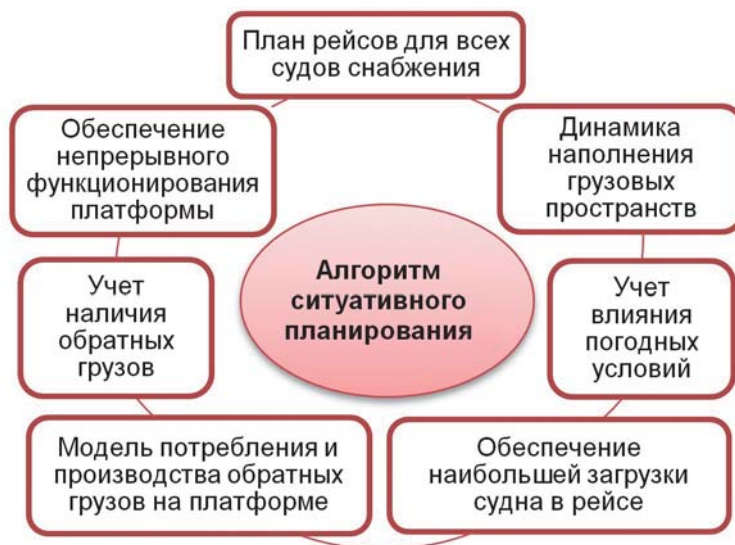 План рейсов для всех
судов снабжения
Обеспечение
непрерывного
функционирования
платформы
Динамика
наполнения
грузовых
пространств
Алгоритм
ситуативного
планирования
Учет
наличия
обратных
грузов
Учет
влияния
погодных
условий
Модель потребления и
производства обратных
грузов на платформе
Обеспечение
наибольшей загрузки
судна в рейсе